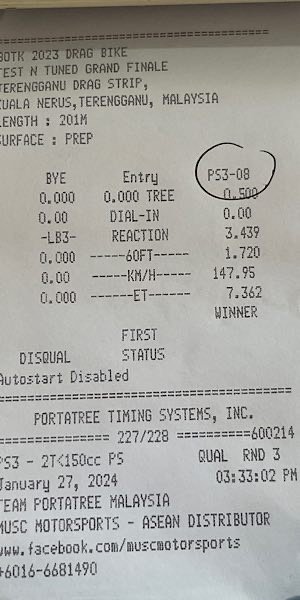 ================================
BOTK 2023 DRAG BIKE
TEST N TUNED GRAND FINALE
TERENGGANU DRAG STRIP,
KUALA NERUS,TERENGGANU, MALAYSIA
LENGTH : 201M
SURFACE : PREP
BYE Entry PS3-08
0.000 0.000 TREE 0.500
0.00 DIAL-IN 0.00
-LB3- REACTION 3.439
0.000 -----60FT----- 1.720
0.00 -----KM/H----- 147.95
0.000 ------ET------ 7.362
WINNER
FIRST
DISQUAL STATUS
Autostart Disabled
================================
PORTATREE TIMING SYSTEMS, INC.
=============== 227/228 ==========600214
PS3 - 2T<150cc PS QUAL RND 3
January 27, 2024 03:33:02 PM
TEAM PORTATREE MALAYSIA
MUSC MOTORSPORTS - ASEAN DISTRIBUTOR
www.facebook.com/muscmotorsports
+6016-6681490